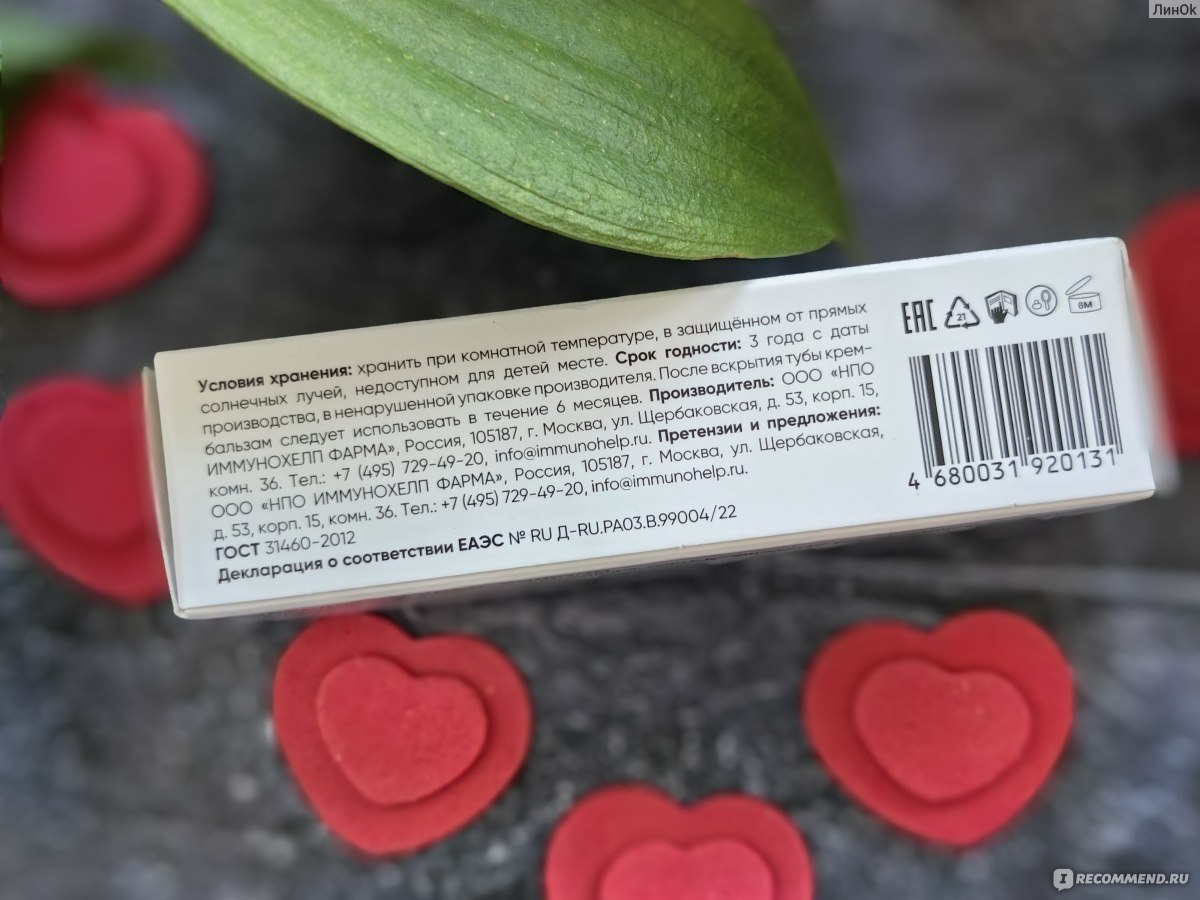 ЛинOk
Условия хранения: хранить при комнатной температуре, в защищённом от прямых
солнечных лучей, недоступном для детей месте. Срок годности: 3 года с даты
производства, в ненарушенной упаковке производителя. После вскрытия тубы крем-
бальзам следует использовать в течение 6 месяцев. Производитель: ООО «НПО
ИММУНОХЕЛП ФАРМА», Россия, 105187, г. Москва, ул. Щербаковская, д. 53, корп. 15,
комн. 36. Тел.: +7 (495) 729-49-20, info@immunohelp.ru. Претензии и предложения:
ООО «НПО ИММУНОХЕЛП ФАРМА», Россия, 105187, г. Москва, ул. Щербаковская,
д. 53, корп. 15, комн. 36. Тел.: +7 (495) 729-49-20, info@immunohelp.ru.
ГОСТ 31460-2012
Декларация о соответствии ЕАЭС № RU Д-RU.РА03.В.99004/22
EAC 21 6M
4 680031 920131
IRECOMMEND.RU